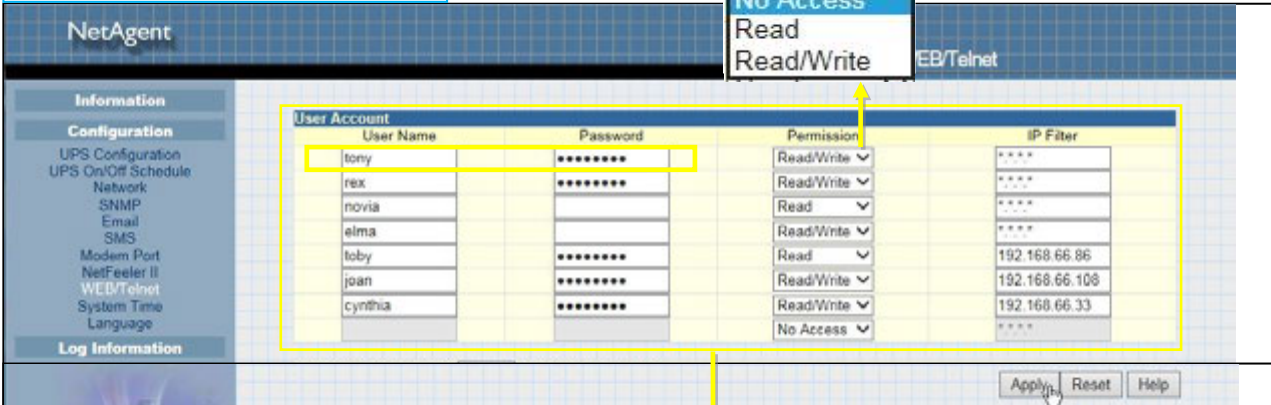 No Access
Read
Read/Write
NetAgent
WEB/Telnet
Information
Configuration
UPS Configuration
UPS On/Off Schedule
Network
SNMP
Email
SMS
Modem Port
NetFeeler II
WEB/Telnet
System Time
Language
Log Information
User Account
User Name Password Permission IP Filter
tony •••••••• Read/Write *.*.*.*
rex •••••••• Read/Write *.*.*.*
novia Read *.*.*.*
elma Read/Write *.*.*.*
toby •••••••• Read 192.168.66.86
joan •••••••• Read/Write 192.168.66.108
cynthia •••••••• Read/Write 192.168.66.33
No Access *.*.*.*
Apply Reset Help